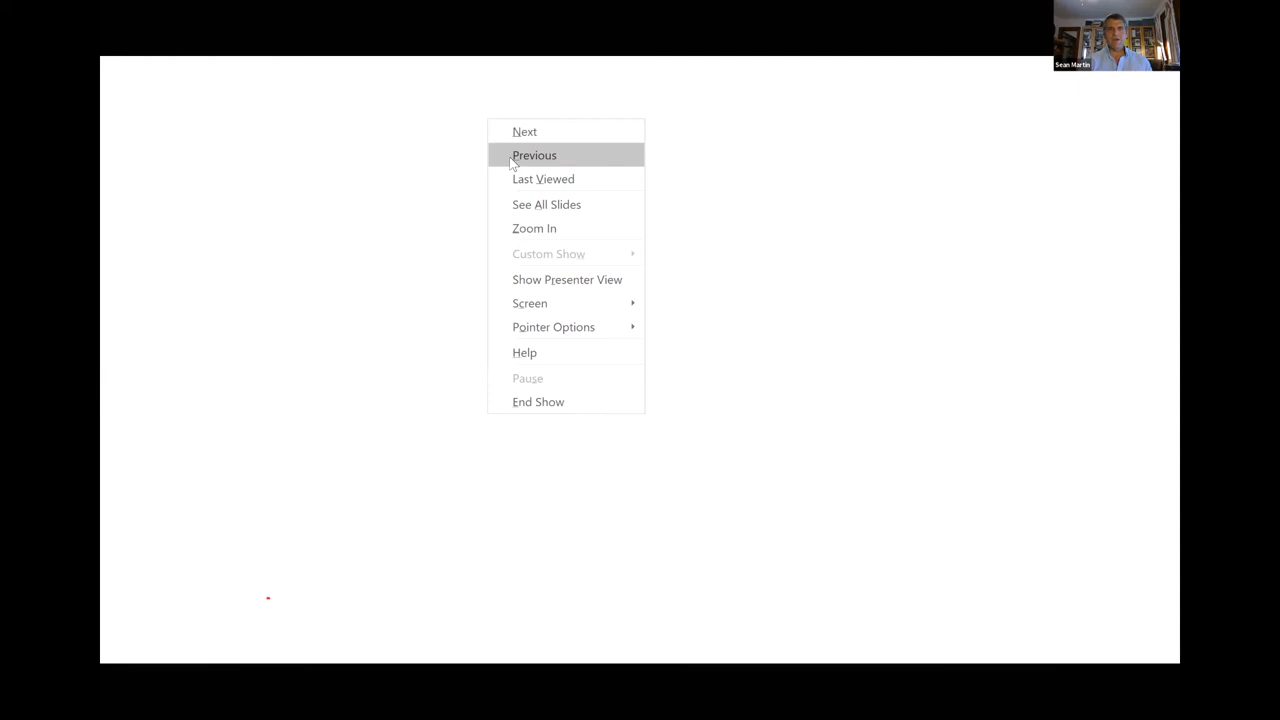 Sean Martin
Next
Previous
Last Viewed
See All Slides
Zoom In
Custom Show
Show Presenter View
Screen
Pointer Options
Help
Pause
End Show